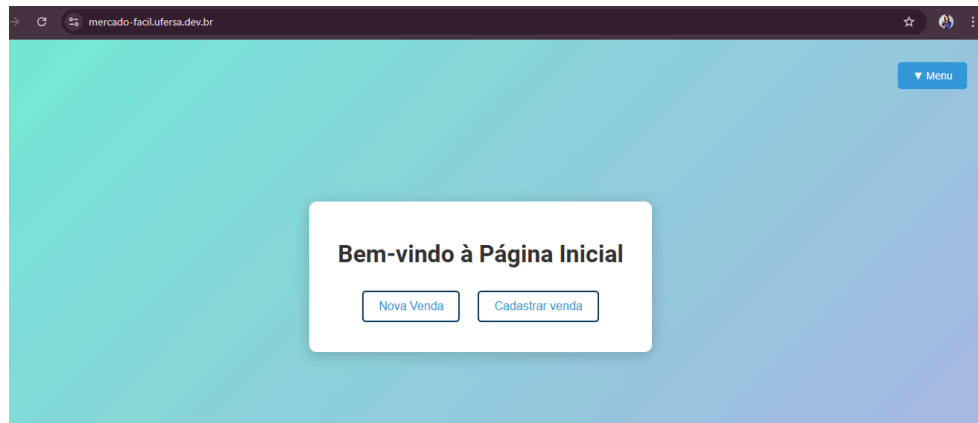 mercado-facil.ufersa.dev.br
▼ Menu
Bem-vindo à Página Inicial
Nova Venda
Cadastrar venda